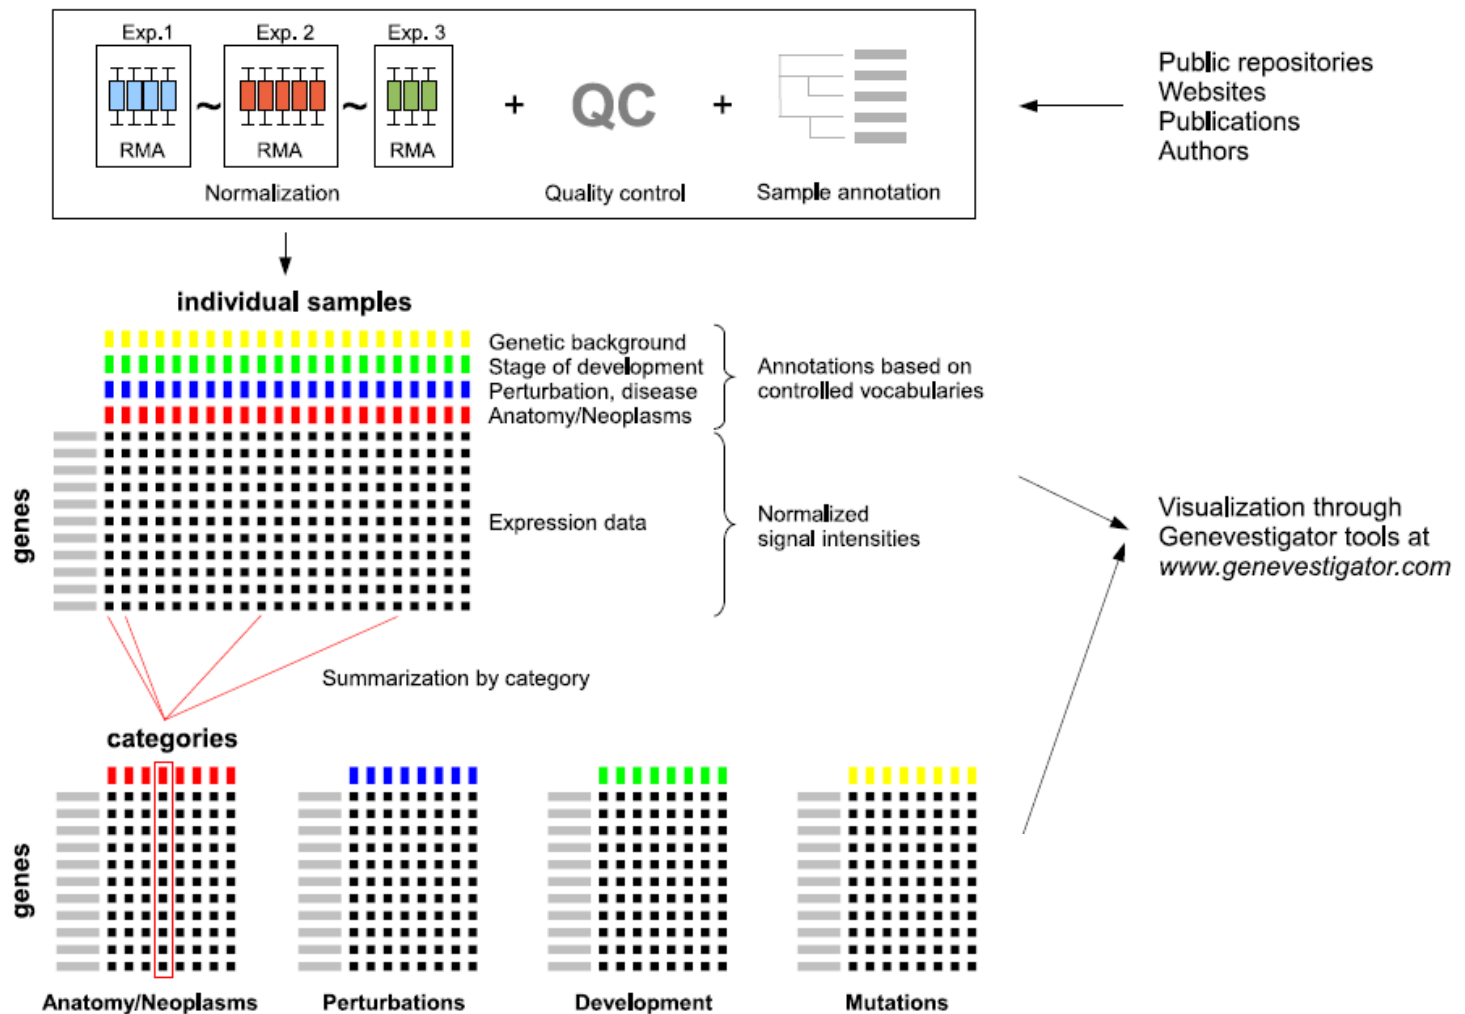 Exp.1
Exp. 2
Exp. 3
~
~
+
QC
+
RMA
RMA
RMA
Normalization
Quality control
Sample annotation
Public repositories
Websites
Publications
Authors
individual samples
Genetic background
Stage of development
Perturbation, disease
Anatomy/Neoplasms
Annotations based on
controlled vocabularies
genes
Expression data
Normalized
signal intensities
Visualization through
Genevestigator tools at
www.genevestigator.com
Summarization by category
categories
genes
Anatomy/Neoplasms
Perturbations
Development
Mutations